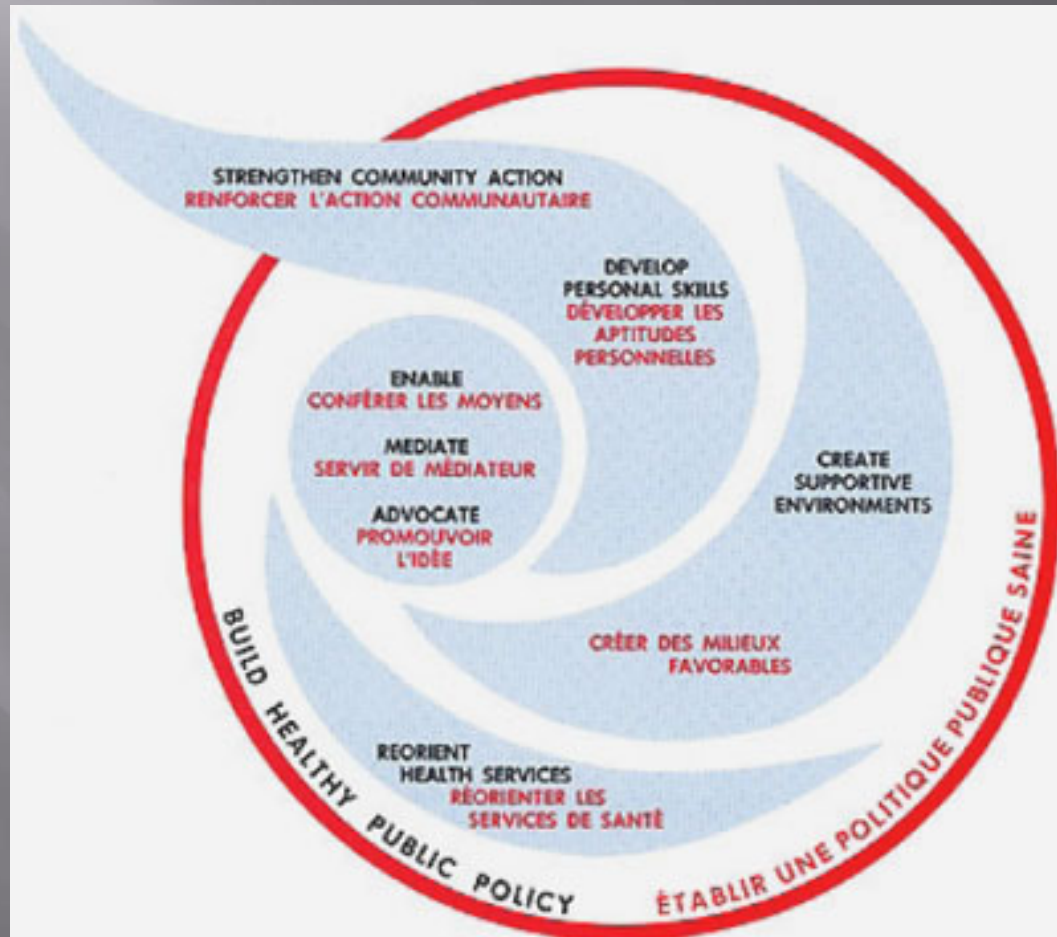 STRENGTHEN COMMUNITY ACTION
RENFORCER L'ACTION COMMUNAUTAIRE
DEVELOP
PERSONAL SKILLS
DÉVELOPPER LES
APTITUDES
PERSONNELLES
ENABLE
CONFÉRER LES MOYENS
MEDIATE
SERVIR DE MÉDIATEUR
ADVOCATE
PROMOUVOIR
L'IDÈE
CREATE
SUPPORTIVE
ENVIRONMENTS
CRÉER DES MILIEUX
FAVORABLES
REORIENT
HEALTH SERVICES
RÉORIENTER LES
SERVICES DE SANTÉ
BUILD HEALTHY PUBLIC POLICY
ÉTABLIR UNE POLITIQUE PUBLIQUE SAINE